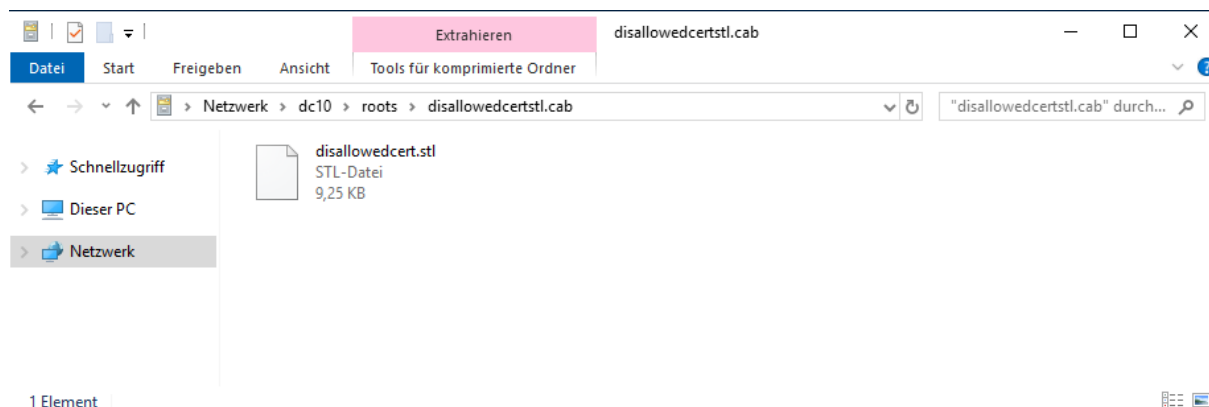 Extrahieren
disallowedcertstl.cab
Datei Start Freigeben Ansicht Tools für komprimierte Ordner
Netzwerk > dc10 > roots > disallowedcertstl.cab
"disallowedcertstl.cab" durch...
Schnellzugriff
Dieser PC
Netzwerk
disallowedcert.stl
STL-Datei
9,25 KB
1 Element